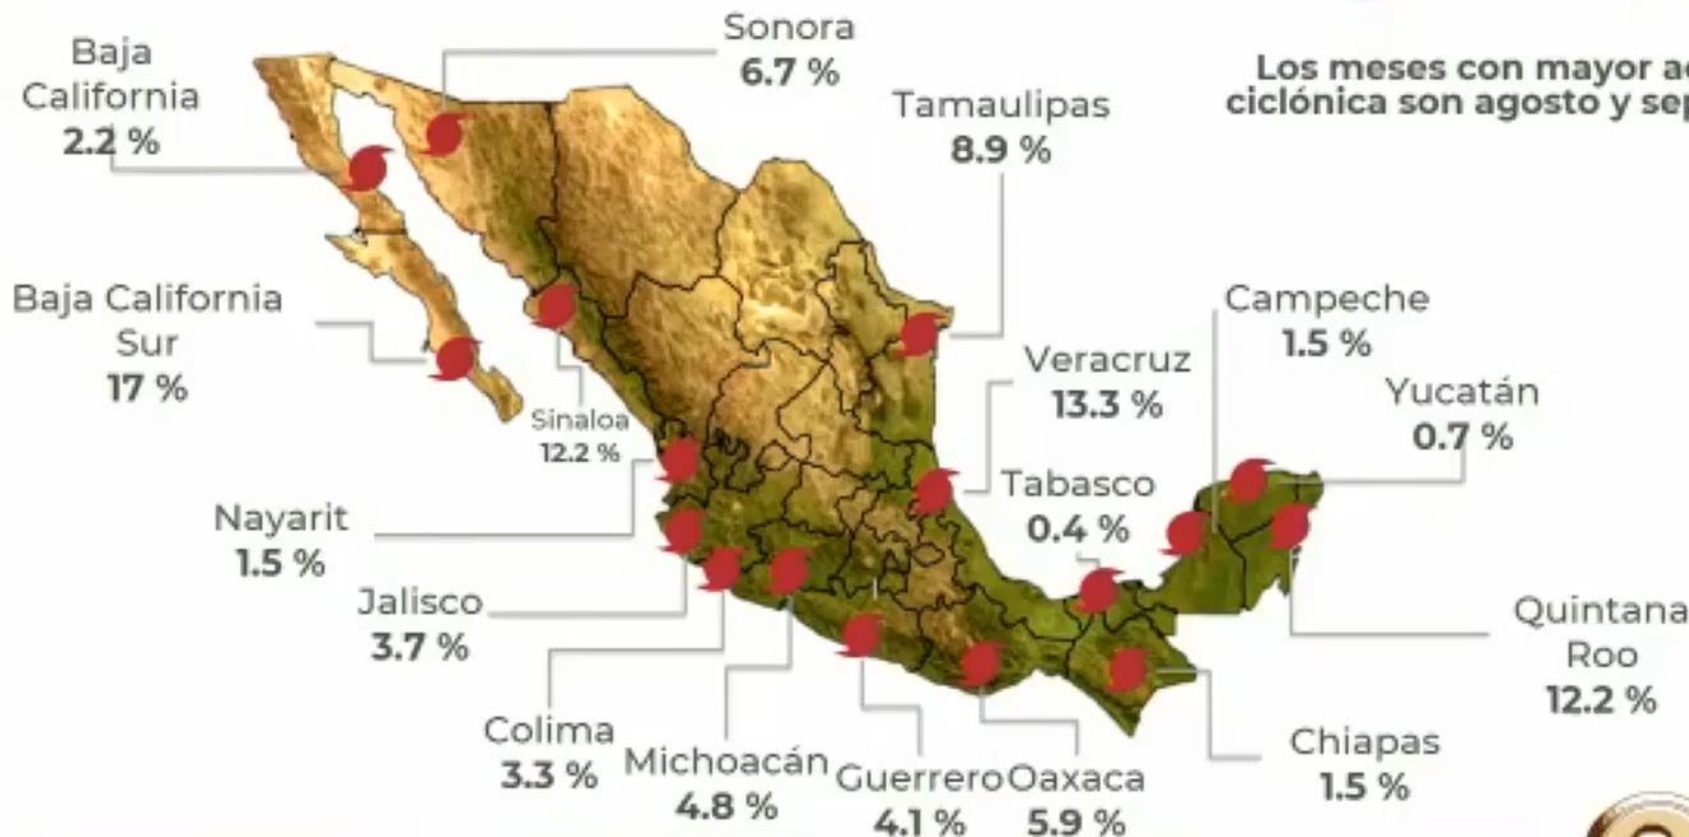 Sonora
6.7 %
Baja
California
2.2 %
Los meses con mayor
ciclónica son agosto y
Tamaulipas
8.9 %
Baja California
Sur
17 %
Campeche
1.5 %
Veracruz
13.3 %
Yucatán
0.7 %
Sinaloa
12.2 %
Tabasco
0.4 %
Nayarit
1.5 %
Jalisco
3.7 %
Quintana
Roo
12.2 %
Colima
3.3 %
Michoacán
4.8 %
Guerrero
4.1 %
Oaxaca
5.9 %
Chiapas
1.5 %